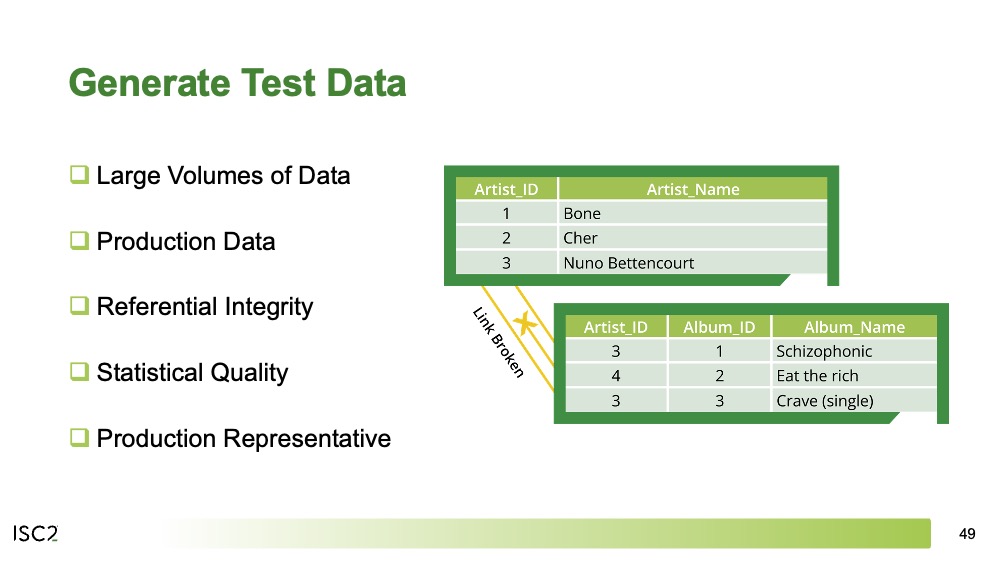 Generate Test Data
Large Volumes of Data
Production Data
Referential Integrity
Statistical Quality
Production Representative
Artist_ID Artist_Name
1 Bone
2 Cher
3 Nuno Bettencourt
Link Broken
Artist_ID Album_ID Album_Name
3 1 Schizophonic
4 2 Eat the rich
3 3 Crave (single)
ISC2
49